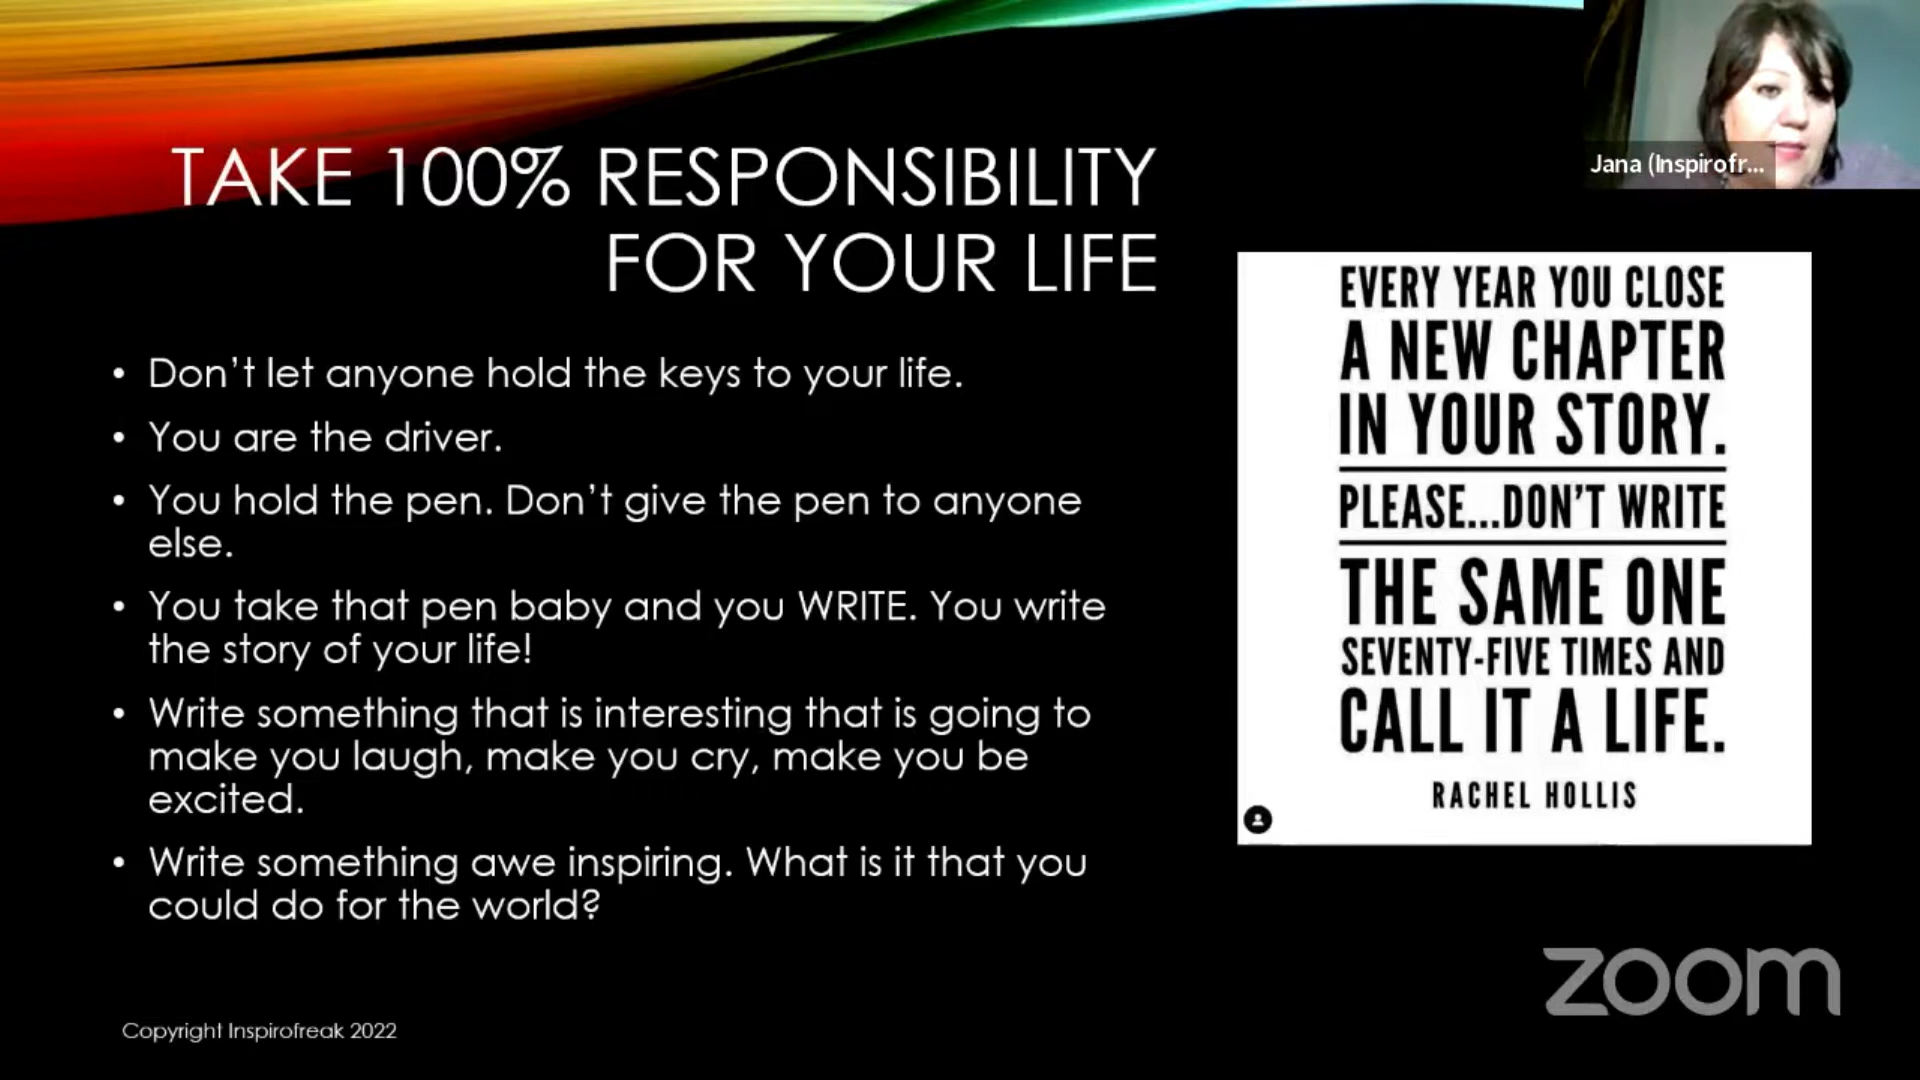 TAKE 100% RESPONSIBILITY
FOR YOUR LIFE
• Don't let anyone hold the keys to your life.
• You are the driver.
• You hold the pen. Don't give the pen to anyone
else.
• You take that pen baby and you WRITE. You write
the story of your life!
• Write something that is interesting that is going to
make you laugh, make you cry, make you be
excited.
• Write something awe inspiring. What is it that you
could do for the world?
Copyright Inspirofreak 2022
Jana (Inspirofr...
EVERY YEAR YOU CLOSE
A NEW CHAPTER
IN YOUR STORY.
PLEASE...DON'T WRITE
THE SAME ONE
SEVENTY-FIVE TIMES AND
CALL IT A LIFE.
RACHEL HOLLIS
zoom